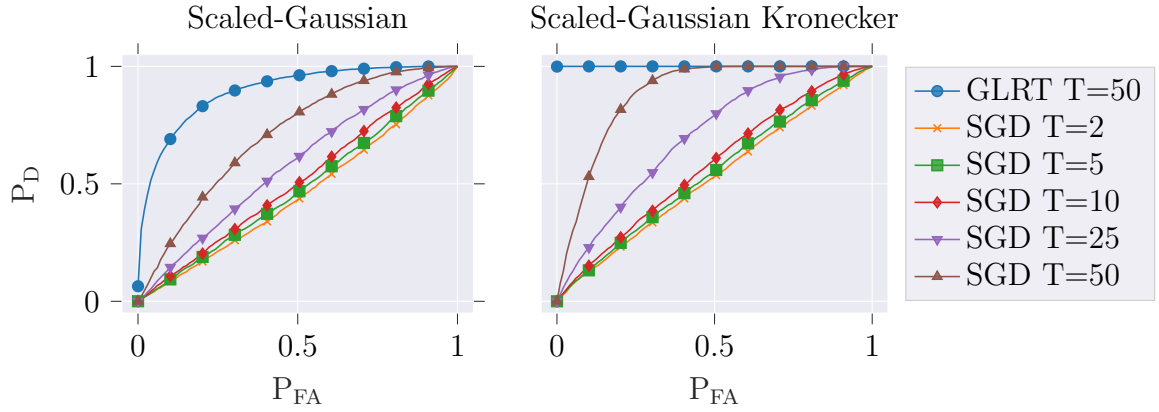 Scaled-Gaussian
Scaled-Gaussian Kronecker
P_D
1
0.5
0
0
0.5
1
P_FA
0
0.5
1
P_FA
GLRT T=50
SGD T=2
SGD T=5
SGD T=10
SGD T=25
SGD T=50